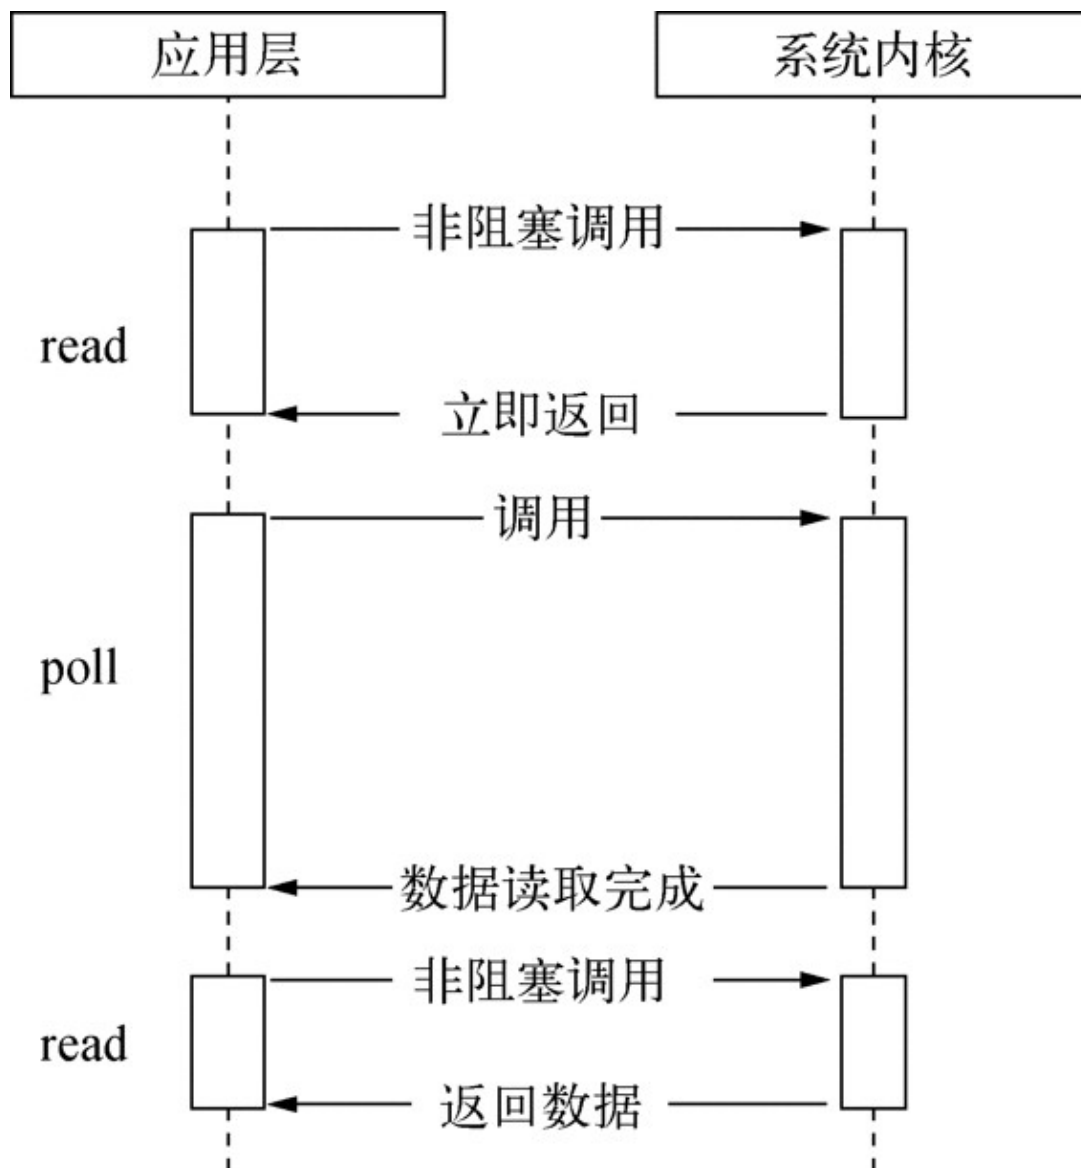 应用层
系统内核
非阻塞调用
read
立即返回
调用
poll
数据读取完成
非阻塞调用
read
返回数据